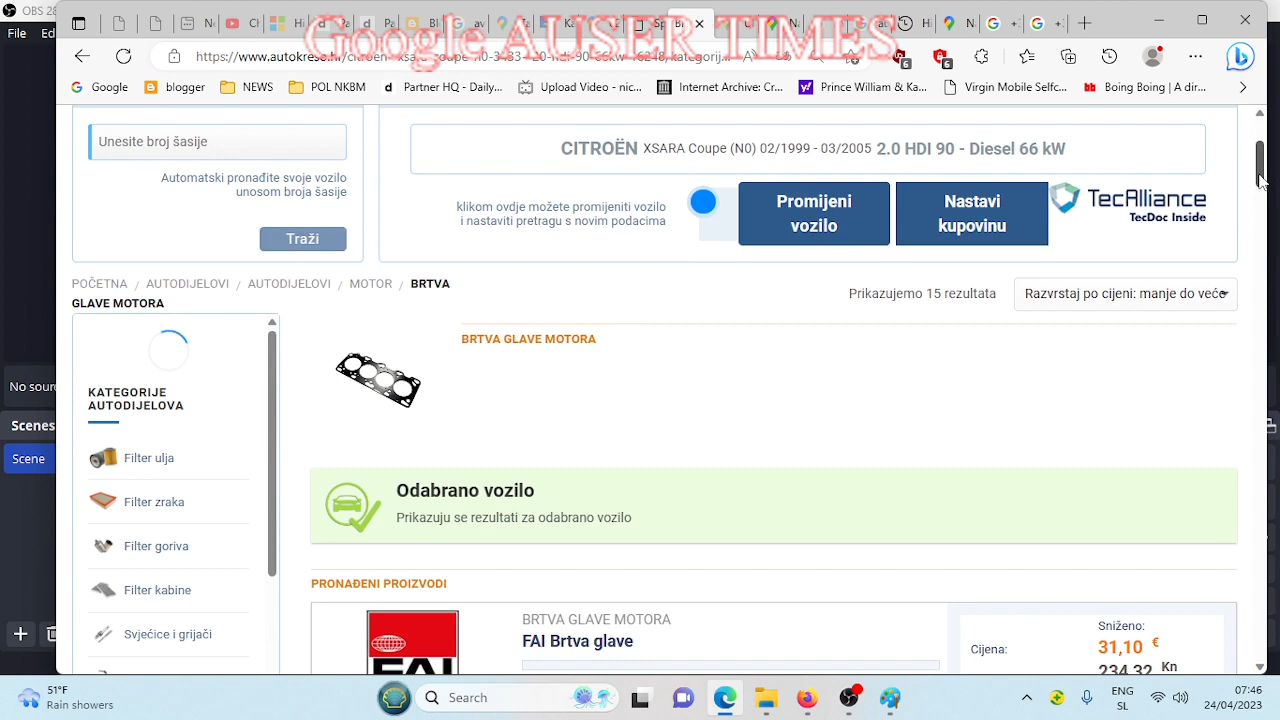 OBS 28
Google AUSER TIMES
File
https://www.autokreso.hr/citroen-xsara-coupe-n0-3483
Google
blogger
NEWS
POL NKBM
Partner HQ - Daily...
Upload Video - nic...
Internet Archive: Cr...
Prince William & Ka...
Virgin Mobile Selfc...
Boing Boing | A dir...
Unesite broj šasije
CITROËN XSARA Coupe (N0) 02/1999 - 03/2005 2.0 HDI 90 - Diesel 66 kW
Automatski pronađite svoje vozilo
unosom broja šasije
Traži
klikom ovdje možete promijeniti vozilo
i nastaviti pretragu s novim podacima
Promijeni
vozilo
Nastavi
kupovinu
TecAlliance
TecDoc Inside
POČETNA / AUTODIJELOVI / AUTODIJELOVI / MOTOR / BRTVA
GLAVE MOTORA
Prikazujemo 15 rezultata
Razvrstaj po cijeni: manje do veće
BRTVA GLAVE MOTORA
No sour
Scenes
Scene
KATEGORIJE
AUTODIJELOVA
Filter ulja
Filter zraka
Filter goriva
Filter kabine
Svjećice i grijači
Odabrano vozilo
Prikazuju se rezultati za odabrano vozilo
PRONAĐENI PROIZVODI
FAI
BRTVA GLAVE MOTORA
FAI Brtva glave
Cijena:
Sniženo:
31,10 €
234,32 Kn
51°F
Rain showers
Search
ENG
SL
07:46
24/04/2023